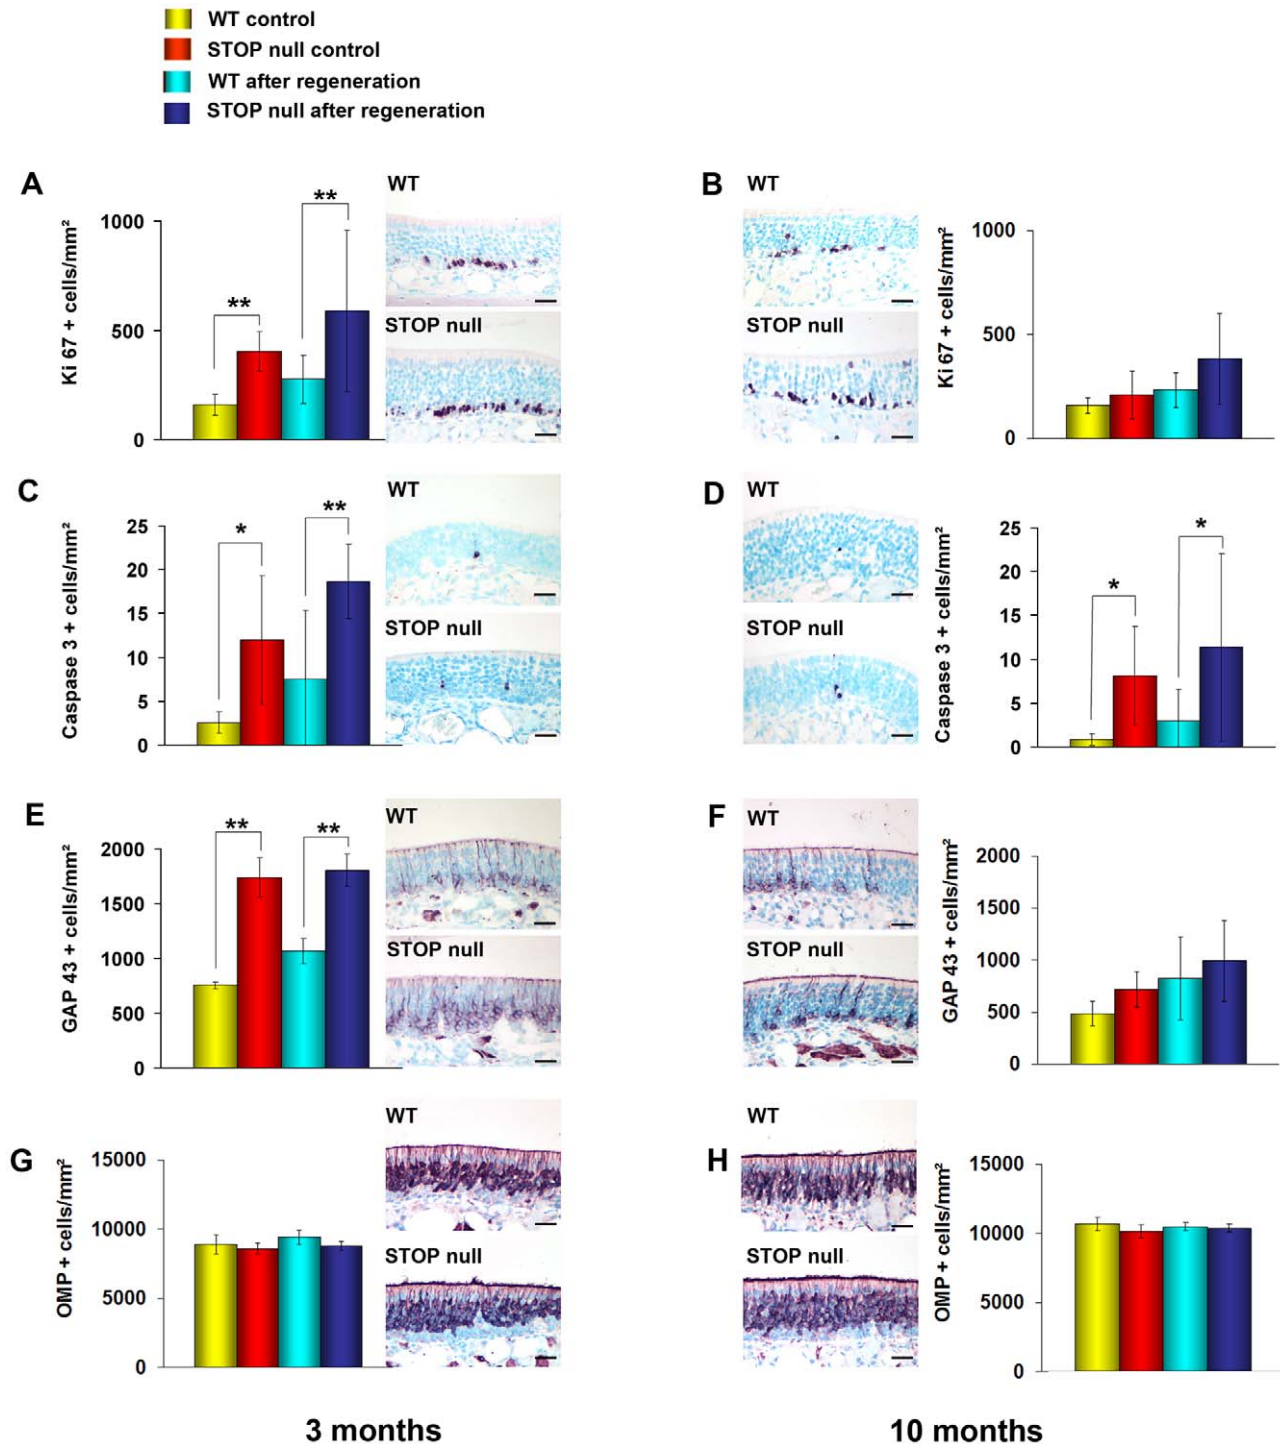 WT control
STOP null control
WT after regeneration
STOP null after regeneration
A
Ki 67 + cells/mm²
1000
500
0
**
**
WT
STOP null
B
WT
STOP null
Ki 67 + cells/mm²
1000
500
0
C
Caspase 3 + cells/mm²
25
20
15
10
5
0
*
**
WT
STOP null
D
WT
STOP null
Caspase 3 + cells/mm²
25
20
15
10
5
0
*
*
E
GAP 43 + cells/mm²
2000
1500
1000
500
0
**
**
WT
STOP null
F
WT
STOP null
GAP 43 + cells/mm²
2000
1500
1000
500
0
G
OMP + cells/mm²
15000
10000
5000
0
WT
STOP null
H
WT
STOP null
OMP + cells/mm²
15000
10000
5000
0
3 months
10 months